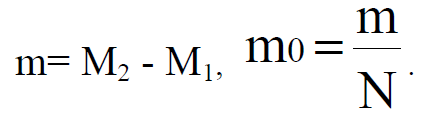 m= M₂ - M₁, m₀ = m/N.